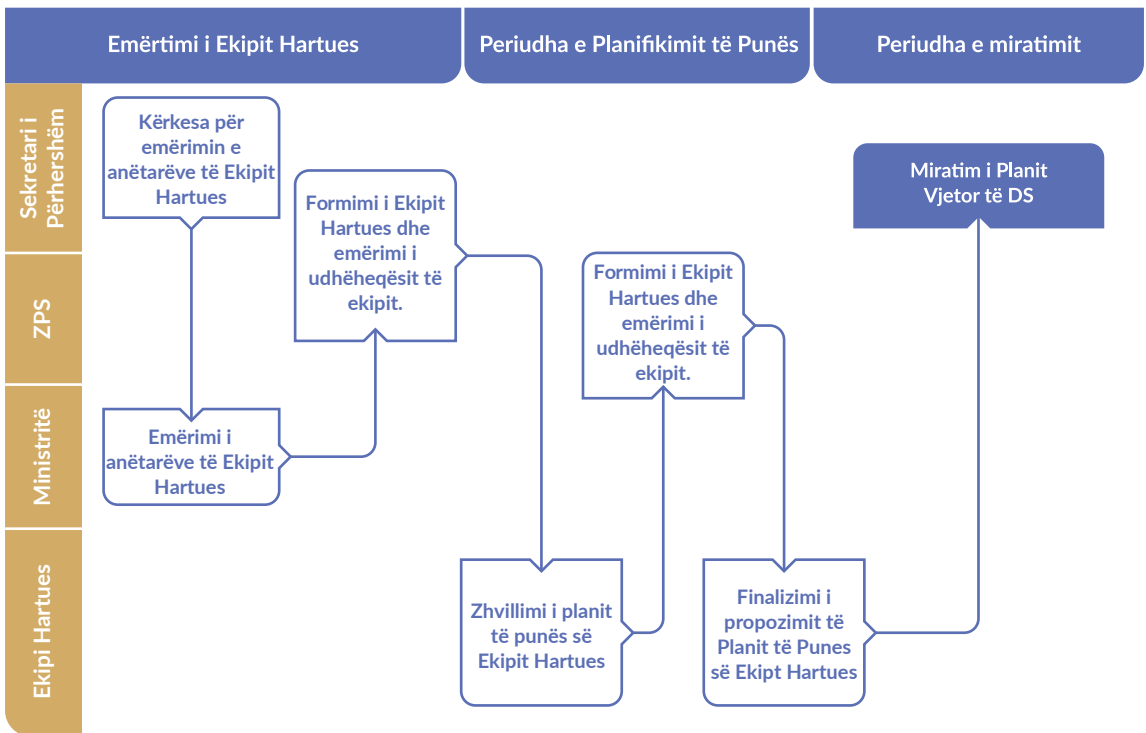 Emërtimi i Ekipit Hartues
Periudha e Planifikimit të Punës
Periudha e miratimit
Sekretari i
Përhershëm
ZPS
Ministritë
Ekipi Hartues
Kërkesa për
emërimin e
anëtarëve të Ekipit
Hartues
Emërimi i
anëtarëve të Ekipit
Hartues
Formimi i Ekipit
Hartues dhe
emërimi i
udhëheqësit të
ekipit.
Zhvillimi i planit
të punës së
Ekipit Hartues
Formimi i Ekipit
Hartues dhe
emërimi i
udhëheqësit të
ekipit.
Finalizimi i
propozimit të
Planit të Punes
së Ekipt Hartues
Miratim i Planit
Vjetor të DS